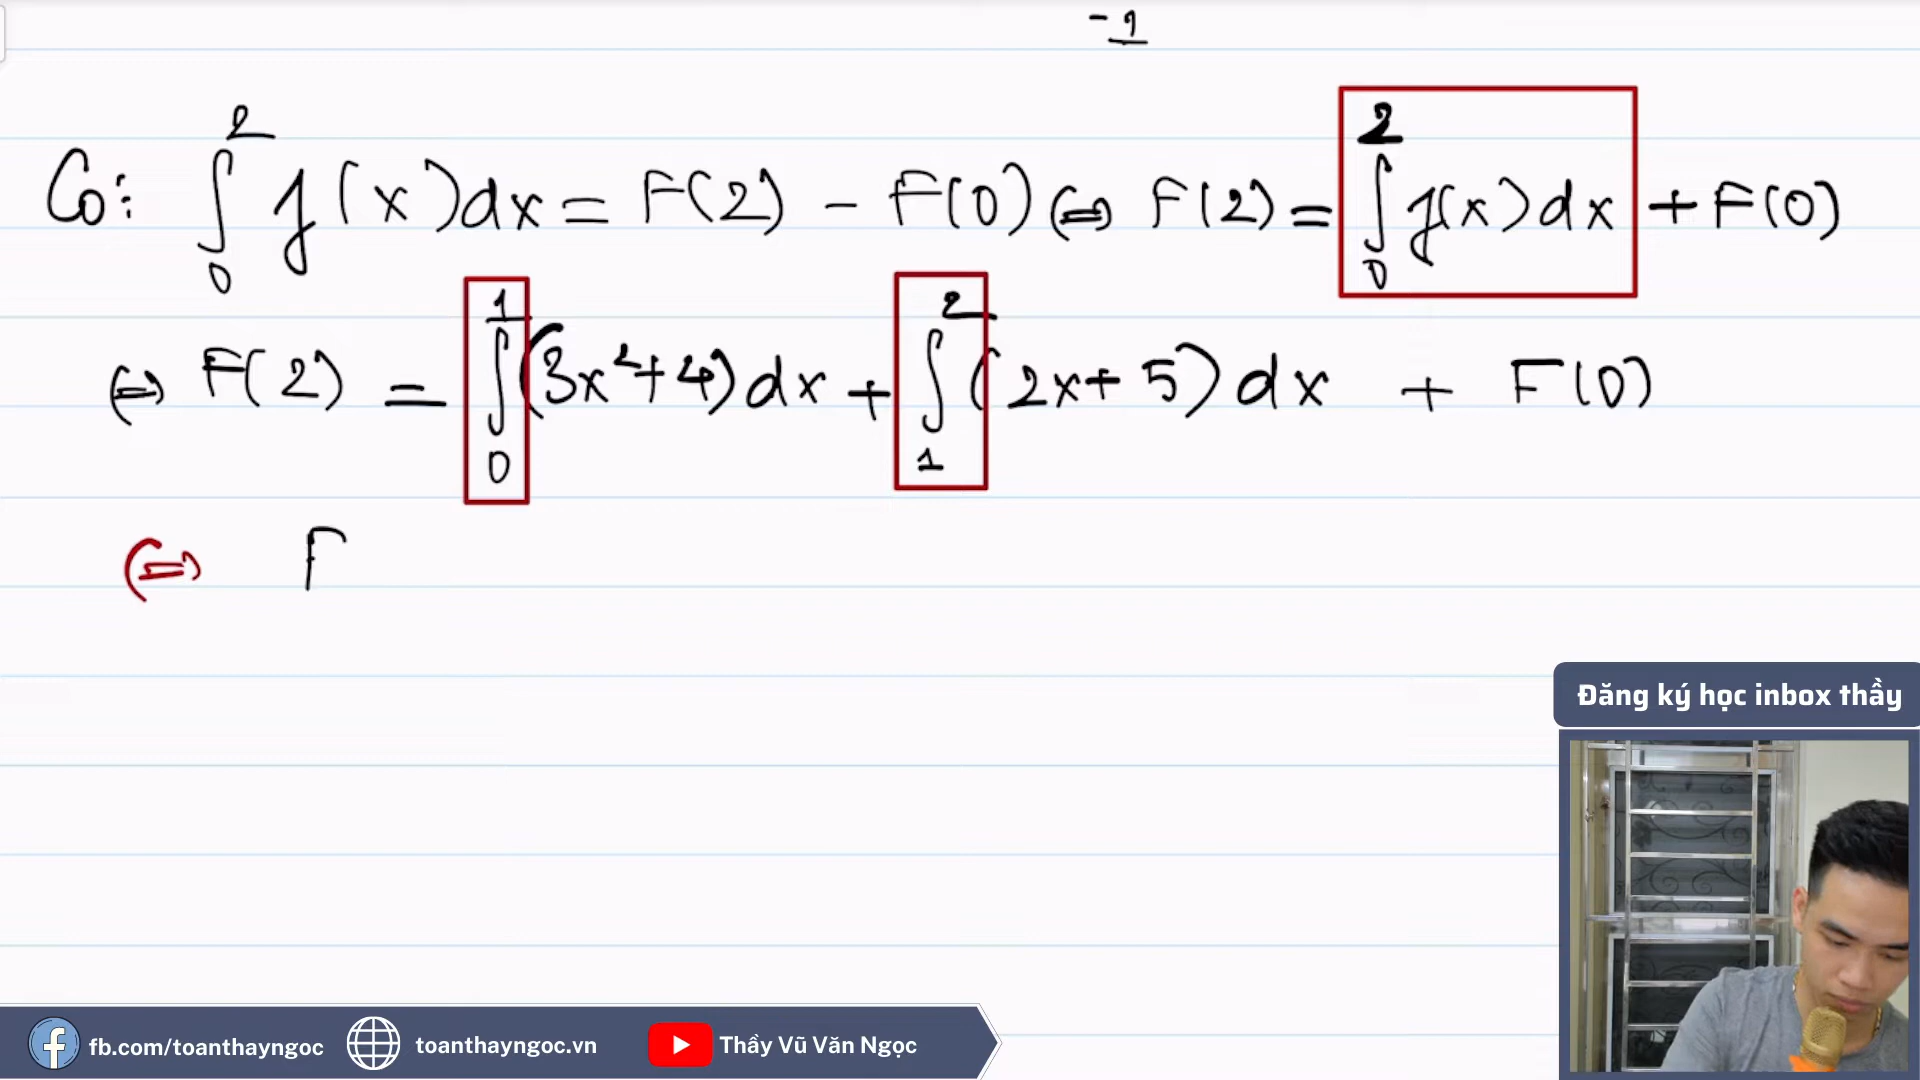 -1
Có: ∫₀² f(x)dx = F(2) - F(0) ⇔ F(2) = ∫₀² f(x)dx + F(0)
⇔ F(2) = ∫₀¹ (3x²+4)dx + ∫₁² (2x+5)dx + F(0)
⇔ F
Đăng ký học inbox thầy
fb.com/toanthayngoc toanthayngoc.vn Thầy Vũ Văn Ngọc